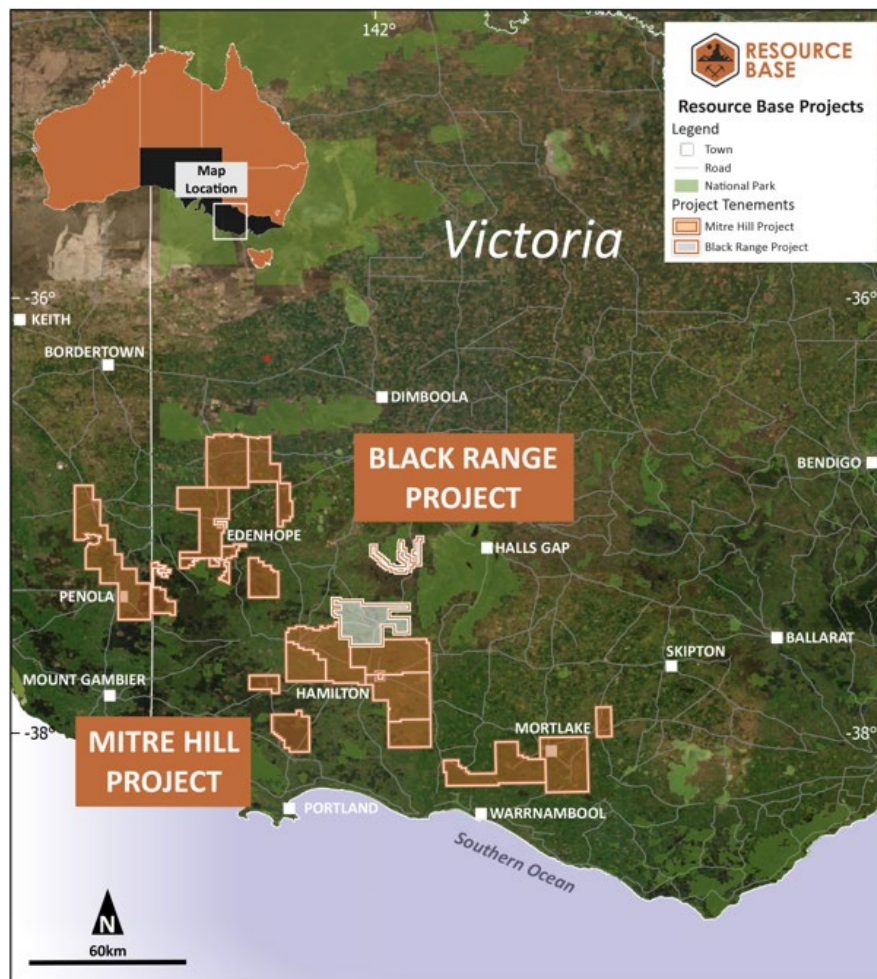 142°
RESOURCE
BASE
Resource Base Projects
Legend
Town
Road
National Park
Project Tenements
Mitre Hill Project
Black Range Project
Map
Location
Victoria
-36°
-36°
KEITH
BORDERTOWN
DIMBOOLA
BLACK RANGE
PROJECT
BENDIGO
EDENHOPE
HALLS GAP
PENOLA
BALLARAT
SKIPTON
MOUNT GAMBIER
HAMILTON
MORTLAKE
-38°
-38°
MITRE HILL
PROJECT
PORTLAND
WARRNAMBOOL
Southern Ocean
N
60km